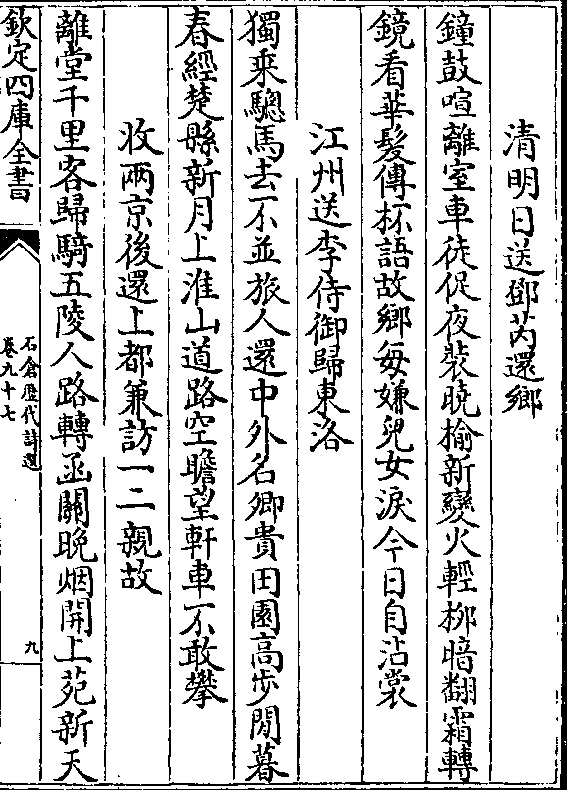 清明日送鄧芮還鄉
鐘鼓喧離室車徒促夜裝曉榆新變火輕柳暗翻霜轉
鏡看華髮傳杯語故鄉每嫌兒女淚今日自沾裳
江州送李侍御歸東洛
獨乘驄馬去不並旅人還中外名卿貴田園高步閒暮
春經楚縣新月上淮山道路空瞻望軒車不敢攀
收兩京後還上都兼訪一二親故
離堂千里客歸騎五陵人路轉函關晚烟開上苑新天
欽定四庫全書
石倉歷代詩選
卷九十七
九